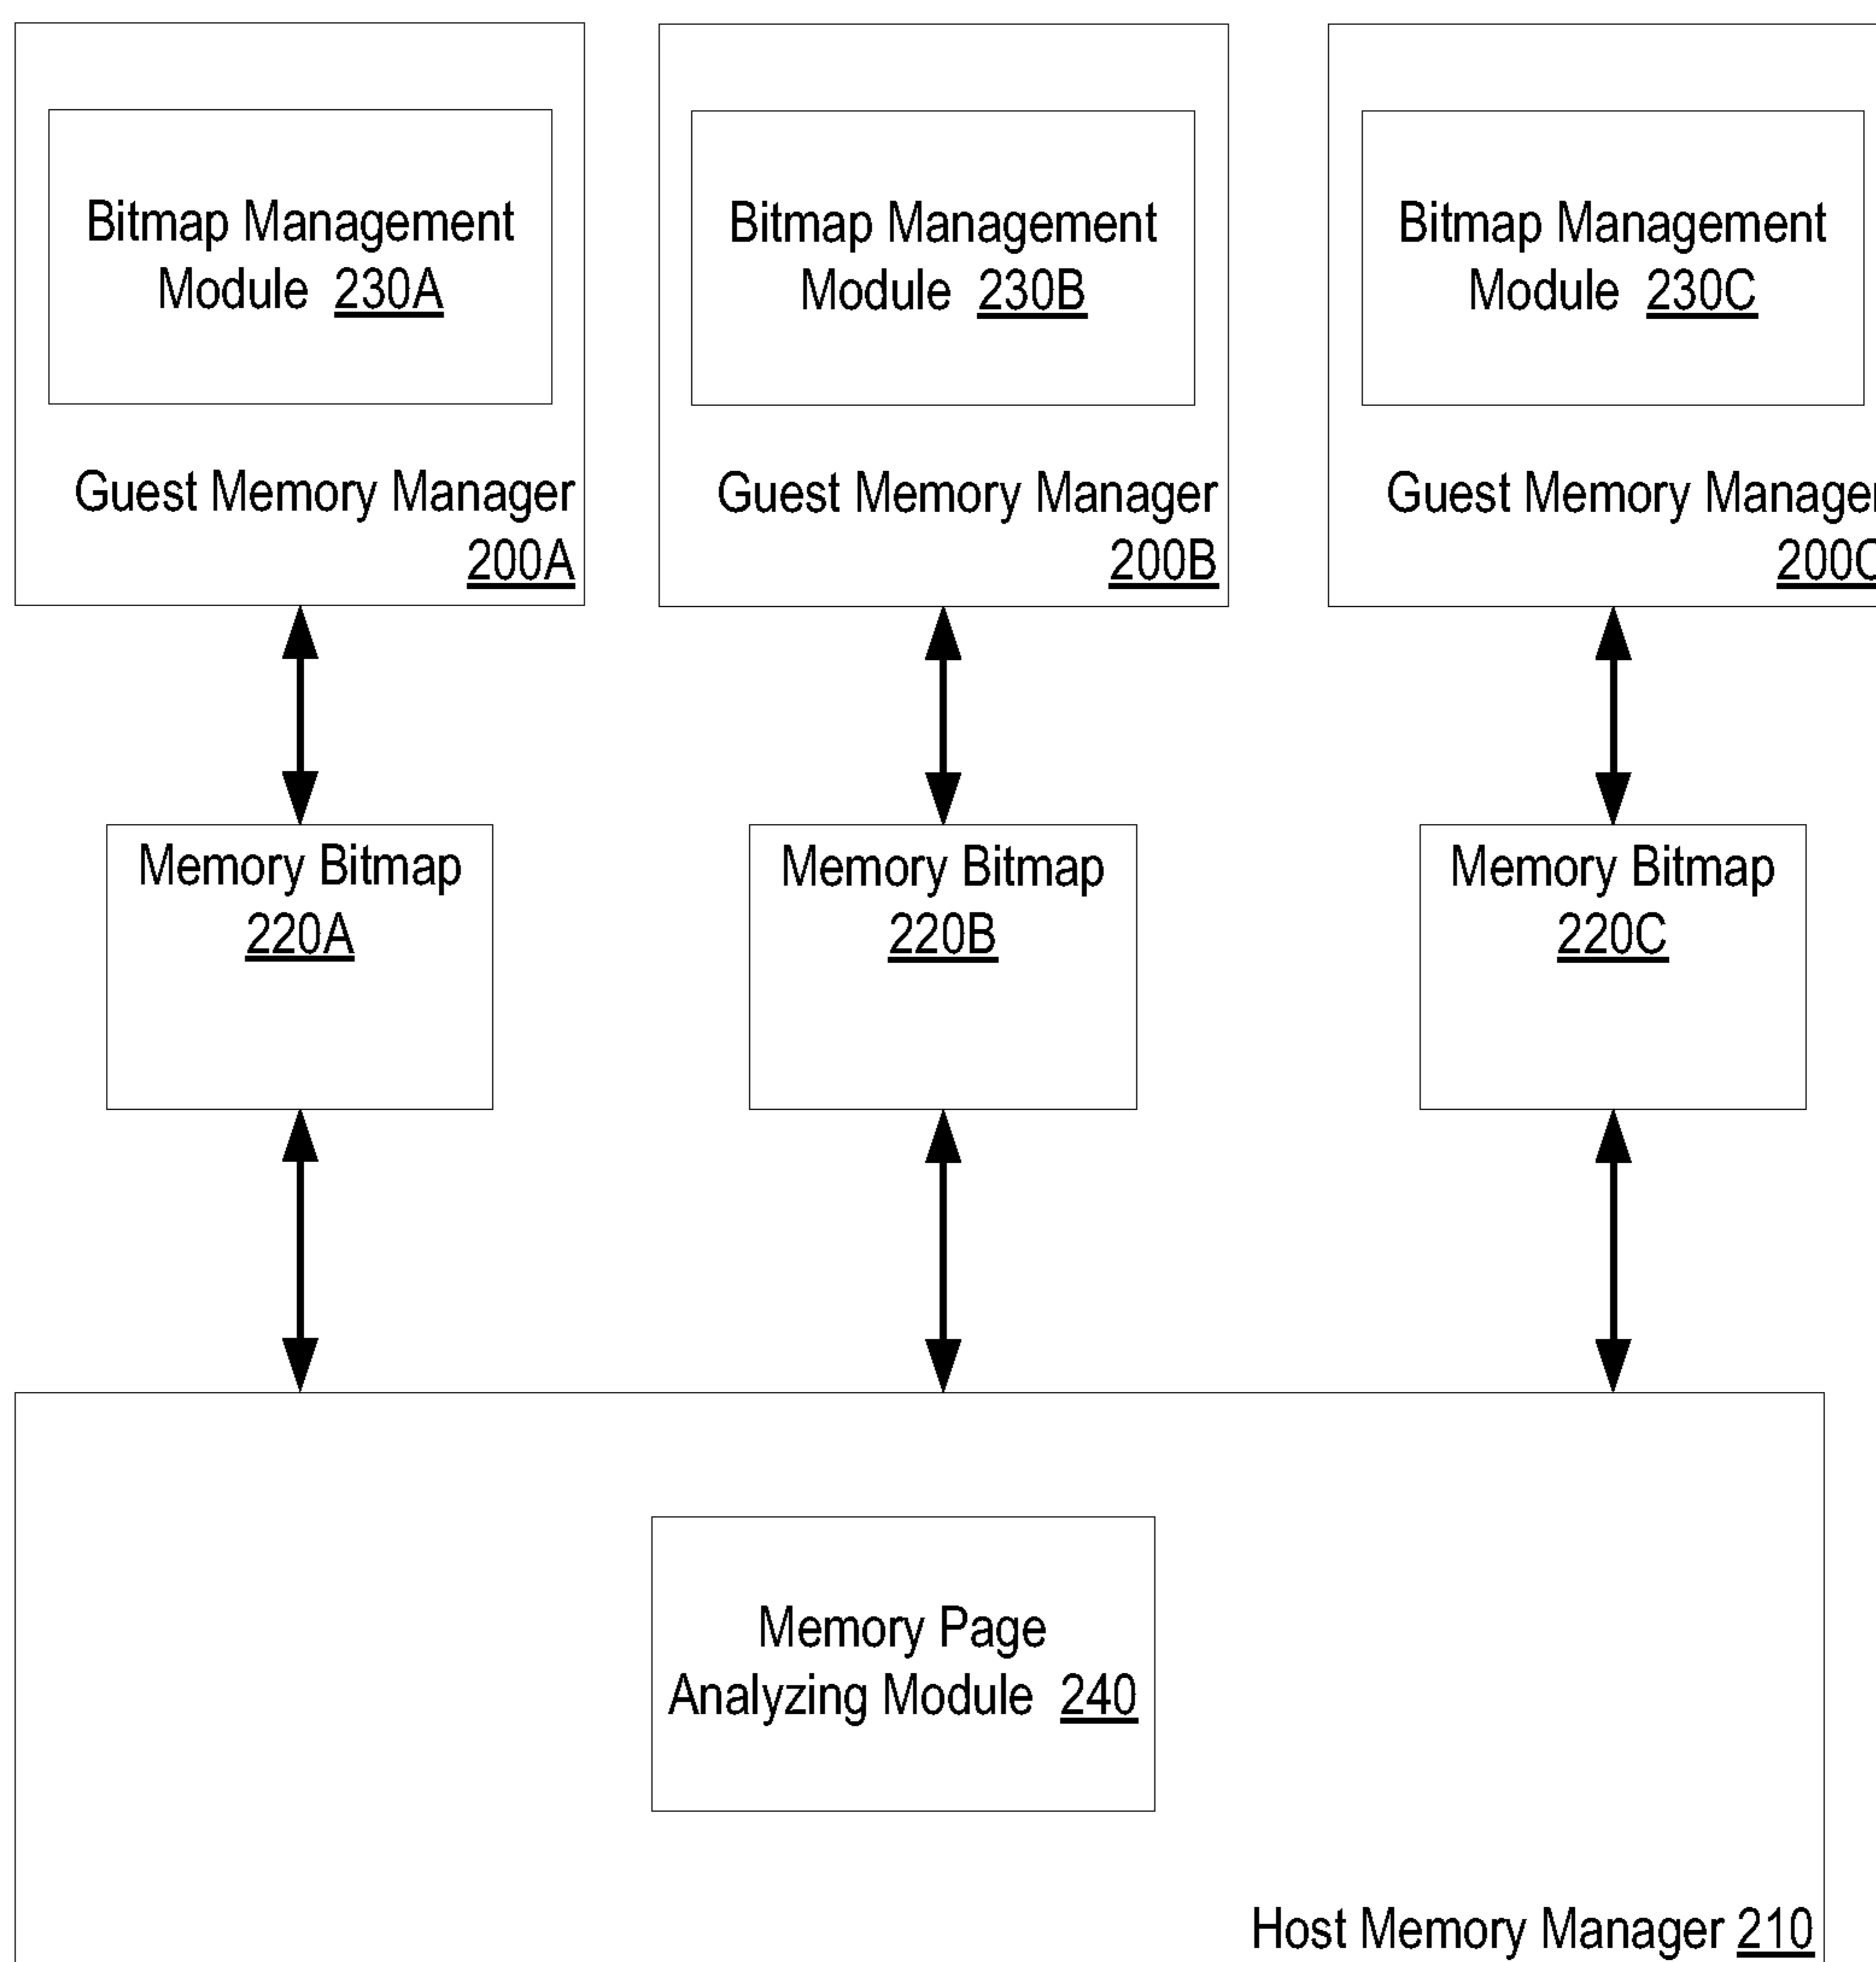 Bitmap Management
Module 230A
Guest Memory Manager
200A
Bitmap Management
Module 230B
Guest Memory Manager
200B
Bitmap Management
Module 230C
Guest Memory Manager
200C
Memory Bitmap
220A
Memory Bitmap
220B
Memory Bitmap
220C
Memory Page
Analyzing Module 240
Host Memory Manager 210